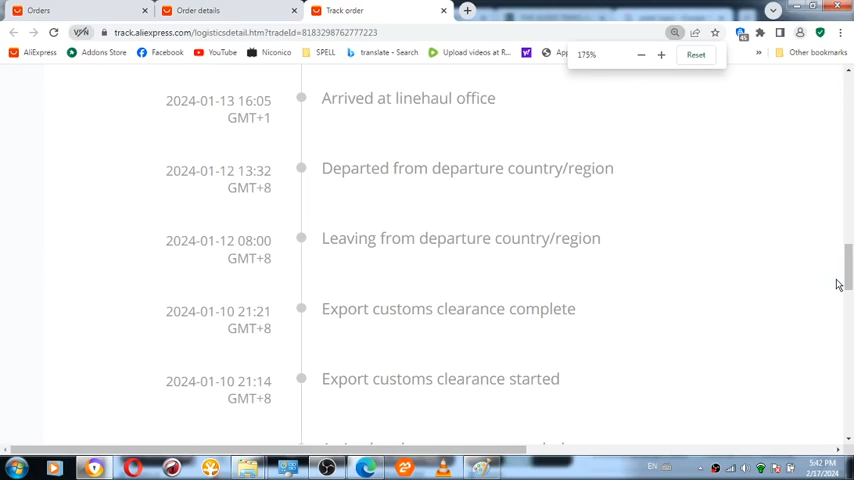 Orders
Order details
Track order
track.aliexpress.com/logisticsdetail.htm?tradeId=8183298762777223
45
AliExpress
Addons Store
Facebook
YouTube
Niconico
SPELL
translate - Search
Upload videos at R...
Other bookmarks
175%
Reset
2024-01-13 16:05
GMT+1
Arrived at linehaul office
2024-01-12 13:32
GMT+8
Departed from departure country/region
2024-01-12 08:00
GMT+8
Leaving from departure country/region
2024-01-10 21:21
GMT+8
Export customs clearance complete
2024-01-10 21:14
GMT+8
Export customs clearance started
EN
5:42 PM
2/17/2024